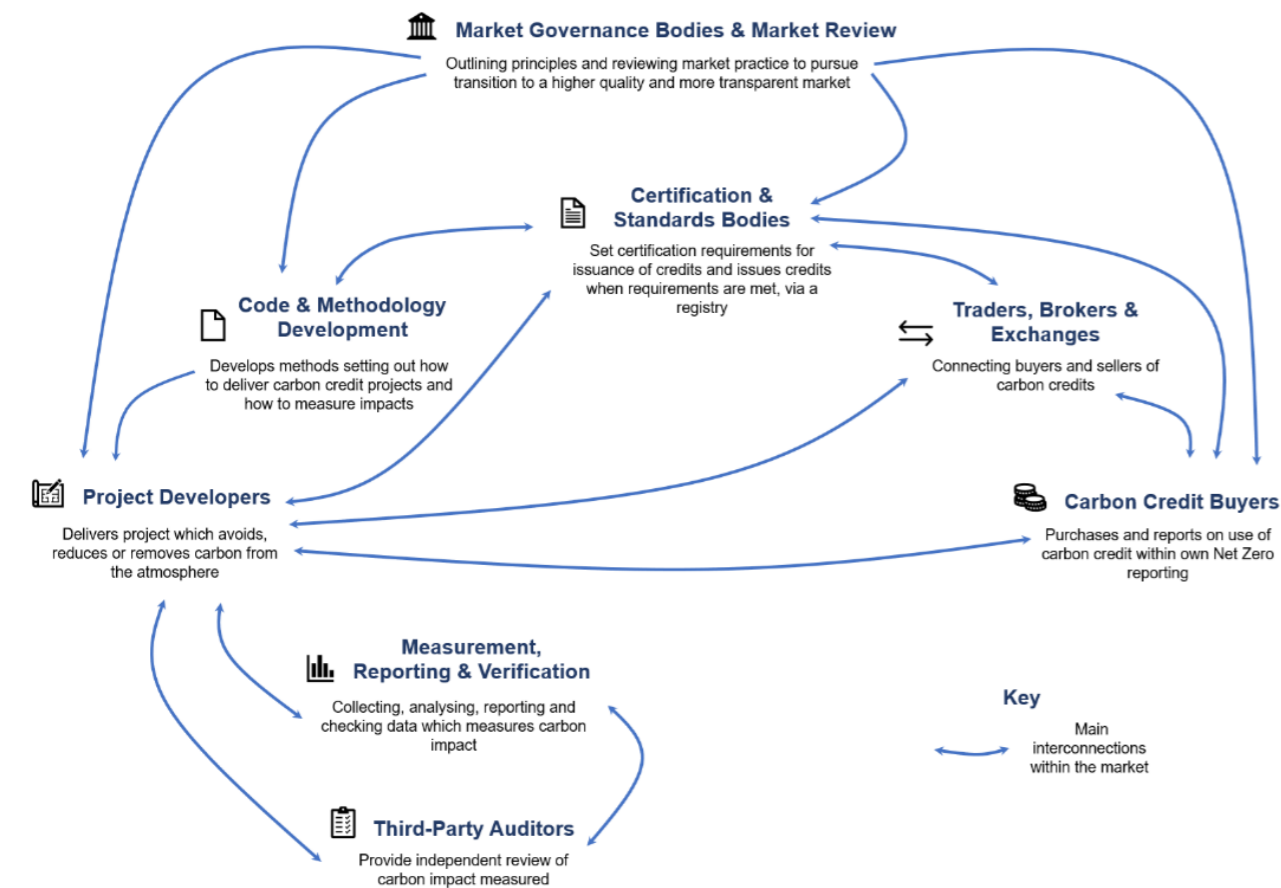 Market Governance Bodies & Market Review
Outlining principles and reviewing market practice to pursue
transition to a higher quality and more transparent market
Certification &
Standards Bodies
Set certification requirements for
issuance of credits and issues credits
when requirements are met, via a
registry
Code & Methodology
Development
Develops methods setting out how
to deliver carbon credit projects and
how to measure impacts
Traders, Brokers &
Exchanges
Connecting buyers and sellers of
carbon credits
Project Developers
Delivers project which avoids,
reduces or removes carbon from
the atmosphere
Carbon Credit Buyers
Purchases and reports on use of
carbon credit within own Net Zero
reporting
Measurement,
Reporting & Verification
Collecting, analysing, reporting and
checking data which measures carbon
impact
Key
Main
interconnections
within the market
Third-Party Auditors
Provide independent review of
carbon impact measured